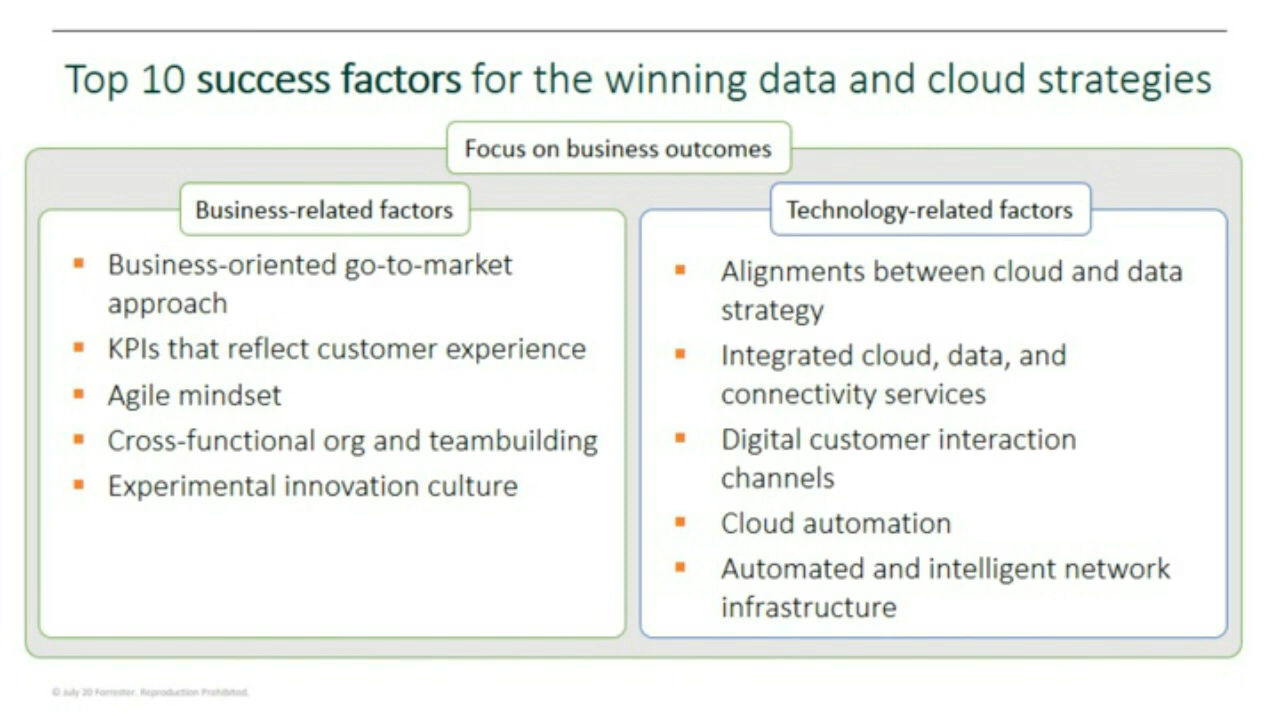 Top 10 success factors for the winning data and cloud strategies
Focus on business outcomes
Business-related factors
Business-oriented go-to-market
approach
KPIs that reflect customer experience
Agile mindset
Cross-functional org and teambuilding
Experimental innovation culture
Technology-related factors
Alignments between cloud and data
strategy
Integrated cloud, data, and
connectivity services
Digital customer interaction
channels
Cloud automation
Automated and intelligent network
infrastructure
© July 20 Forrester. Reproduction Prohibited.